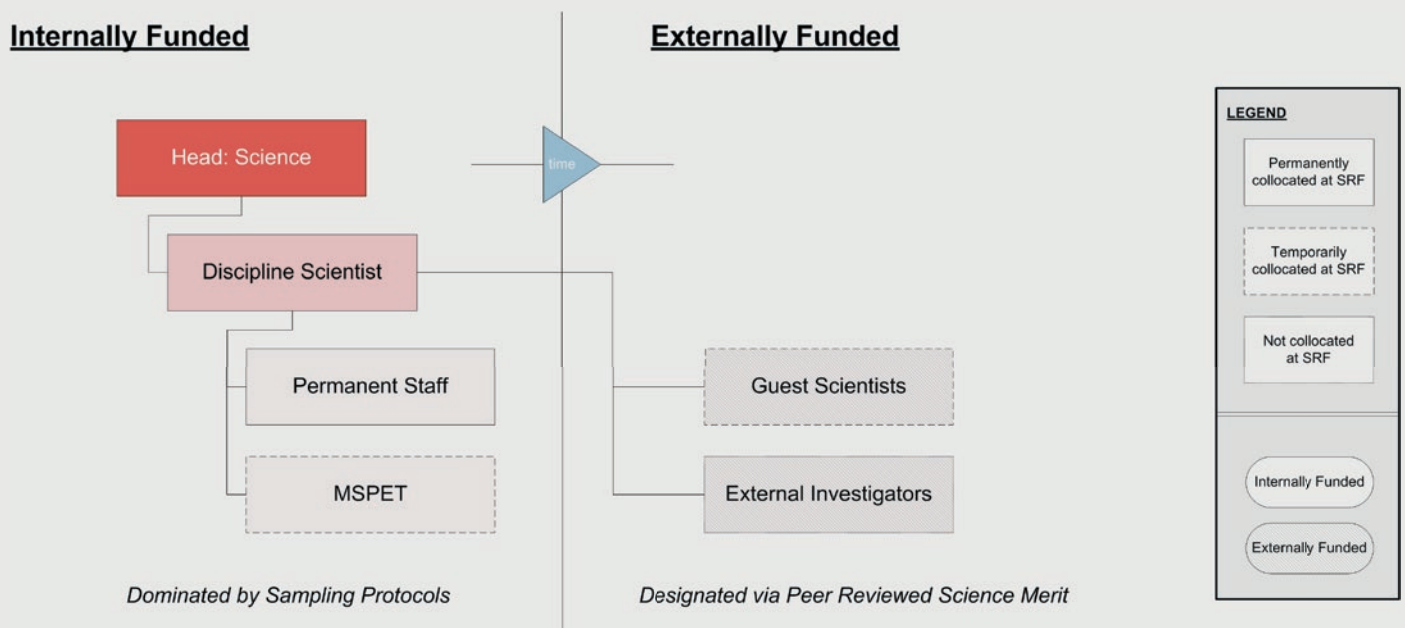 Internally Funded
Externally Funded
LEGEND
Head: Science
time
Permanently
collocated at SRF
Discipline Scientist
Temporarily
collocated at SRF
Not collocated
at SRF
Permanent Staff
Guest Scientists
MSPET
External Investigators
Internally Funded
Externally Funded
Dominated by Sampling Protocols
Designated via Peer Reviewed Science Merit